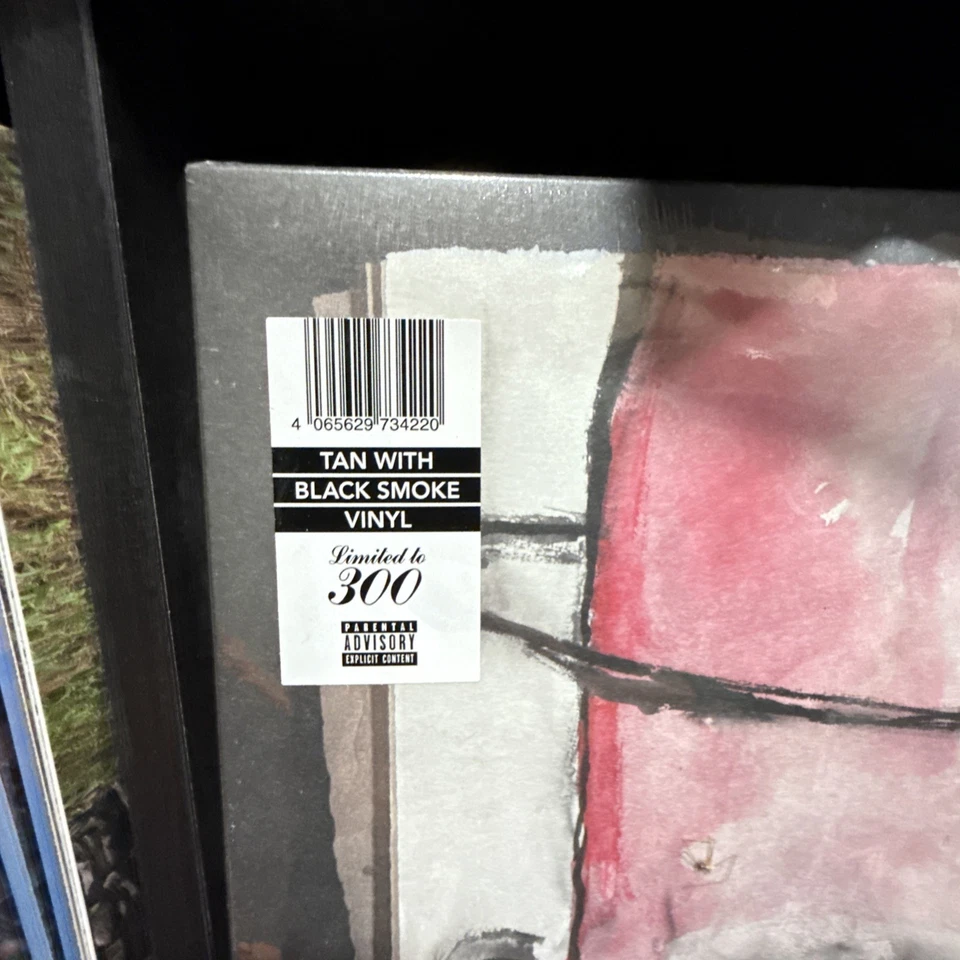 4 065629 734220
TAN WITH
BLACK SMOKE
VINYL
Limited to
300
PARENTAL
ADVISORY
EXPLICIT CONTENT